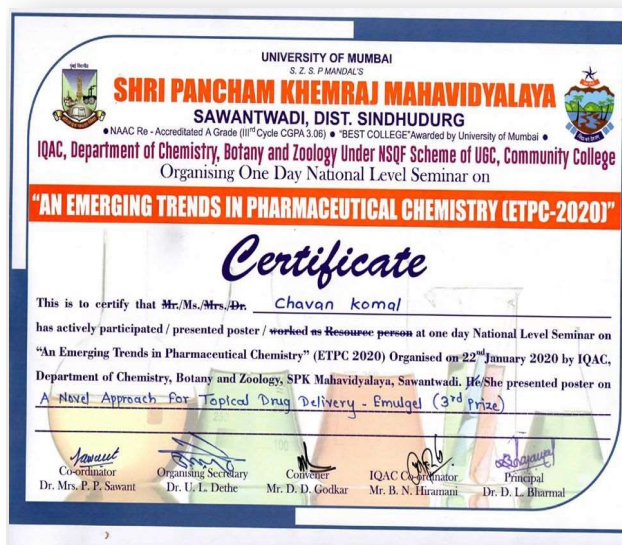 UNIVERSITY OF MUMBAI
S. Z. S. P MANDAL'S
SHRI PANCHAM KHEMRAJ MAHAVIDYALAYA
SAWANTWADI, DIST. SINDHUDURG
● NAAC Re - Accredited A Grade (IIIrd Cycle CGPA 3.06) ● "BEST COLLEGE"Awarded by University of Mumbai ●
IQAC, Department of Chemistry, Botany and Zoology Under NSQF Scheme of UGC, Community College
Organising One Day National Level Seminar on
"AN EMERGING TRENDS IN PHARMACEUTICAL CHEMISTRY (ETPC-2020)"
Certificate
This is to certify that Mr./Ms./Mrs./Dr. Chavan Komal
has actively participated / presented poster / worked as Resource person at one day National Level Seminar on
"An Emerging Trends in Pharmaceutical Chemistry" (ETPC 2020) Organised on 22nd January 2020 by IQAC,
Department of Chemistry, Botany and Zoology, SPK Mahavidyalaya, Sawantwadi. He/She presented poster on
A Novel Approach For Topical Drug Delivery - Emulgel (3rd Prize)
Co-ordinator Organising Secretary Convener IQAC Co-ordinator Principal
Dr. Mrs. P. P. Sawant Dr. U. L. Dethe Mr. D. D. Godkar Mr. B. N. Hiramani Dr. D. L. Bharmal